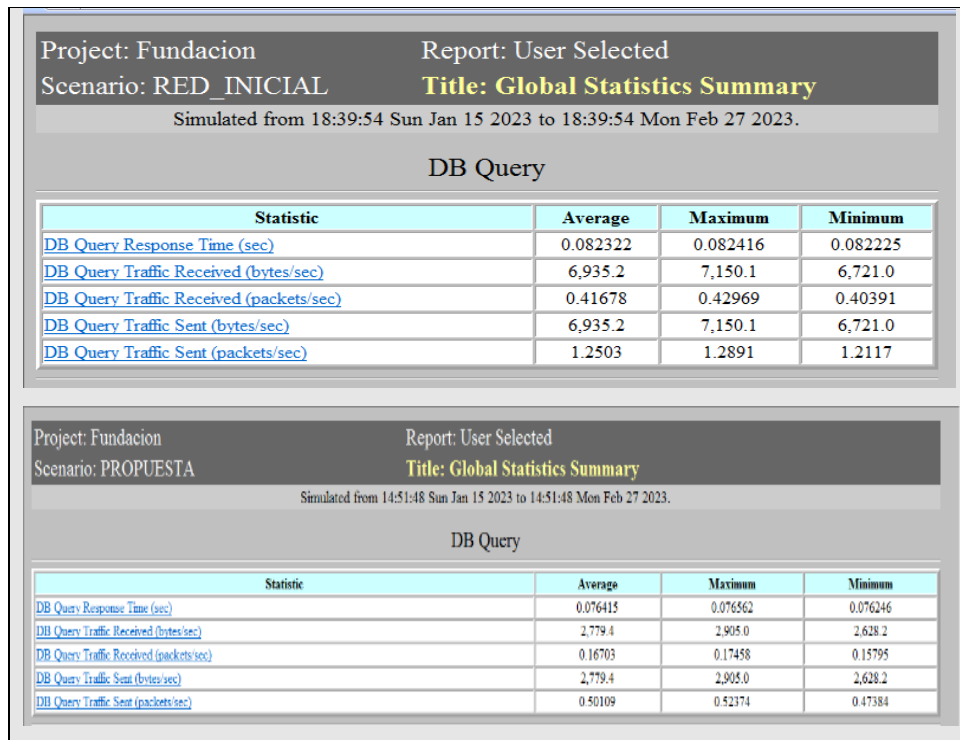 Project: Fundacion Report: User Selected
Scenario: RED_INICIAL Title: Global Statistics Summary
Simulated from 18:39:54 Sun Jan 15 2023 to 18:39:54 Mon Feb 27 2023.
DB Query
Statistic Average Maximum Minimum
DB Query Response Time (sec) 0.082322 0.082416 0.082225
DB Query Traffic Received (bytes/sec) 6,935.2 7,150.1 6,721.0
DB Query Traffic Received (packets/sec) 0.41678 0.42969 0.40391
DB Query Traffic Sent (bytes/sec) 6,935.2 7,150.1 6,721.0
DB Query Traffic Sent (packets/sec) 1.2503 1.2891 1.2117
Project: Fundacion Report: User Selected
Scenario: PROPUESTA Title: Global Statistics Summary
Simulated from 14:51:48 Sun Jan 15 2023 to 14:51:48 Mon Feb 27 2023.
DB Query
Statistic Average Maximum Minimum
DB Query Response Time (sec) 0.076415 0.076562 0.076246
DB Query Traffic Received (bytes/sec) 2,779.4 2,905.0 2,628.2
DB Query Traffic Received (packets/sec) 0.16703 0.17458 0.15795
DB Query Traffic Sent (bytes/sec) 2,779.4 2,905.0 2,628.2
DB Query Traffic Sent (packets/sec) 0.50109 0.52374 0.47384